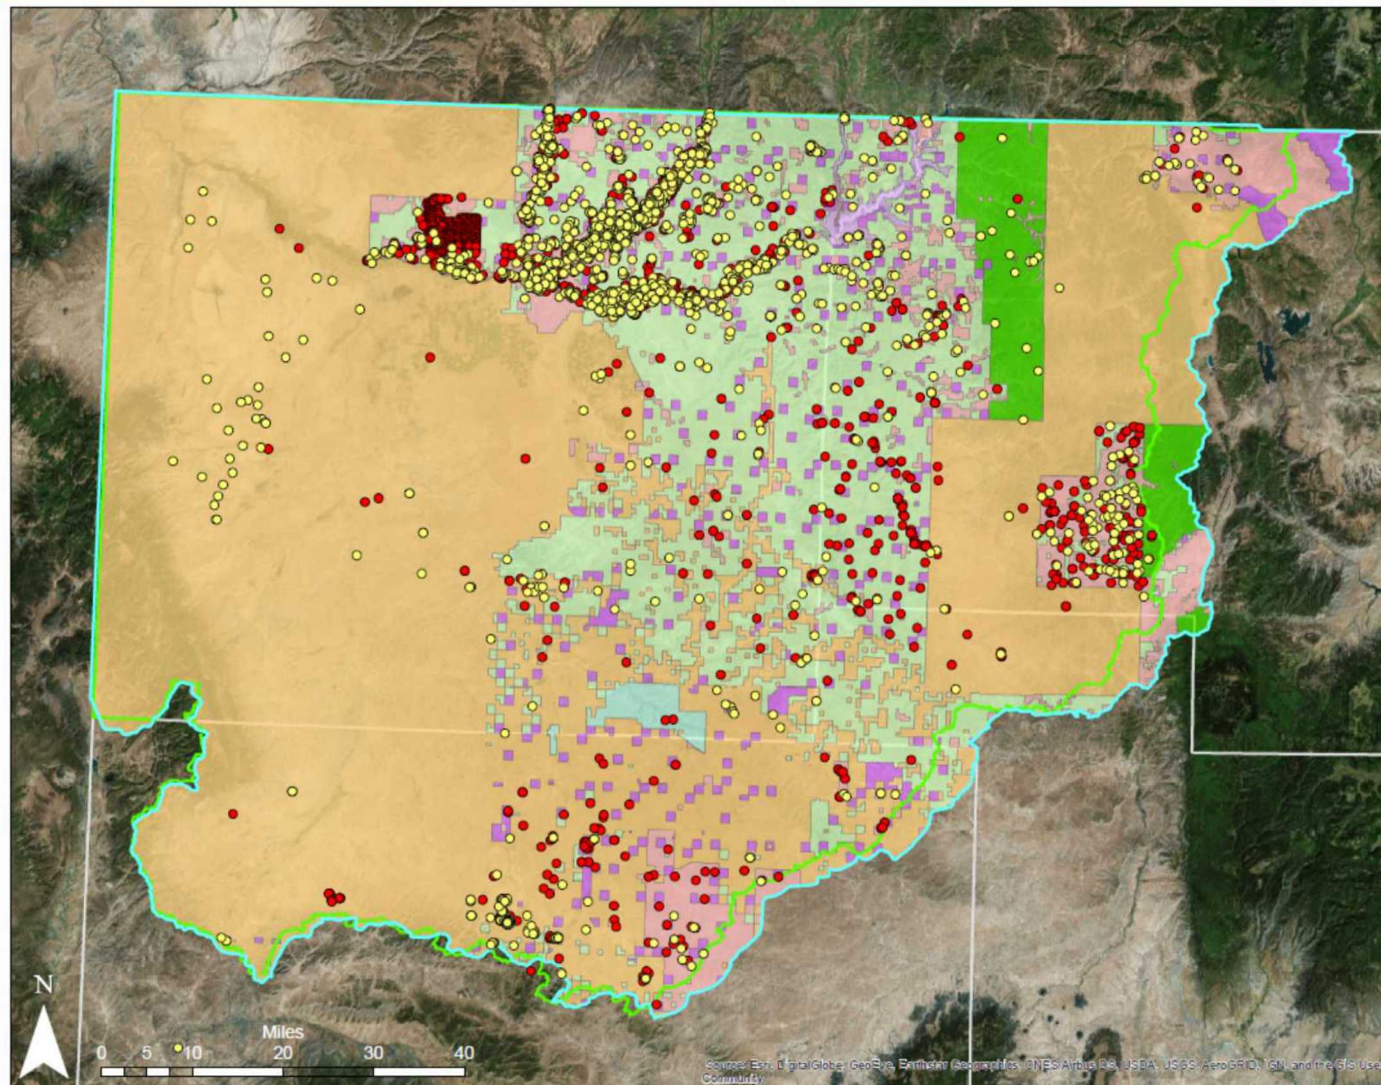 N
Miles
0 5 10 20 30 40
Source: Esri, DigitalGlobe, GeoEye, Earthstar Geographics, CNES/Airbus DS, USDA, USGS, AeroGRID, IGN, and the GIS User
Community